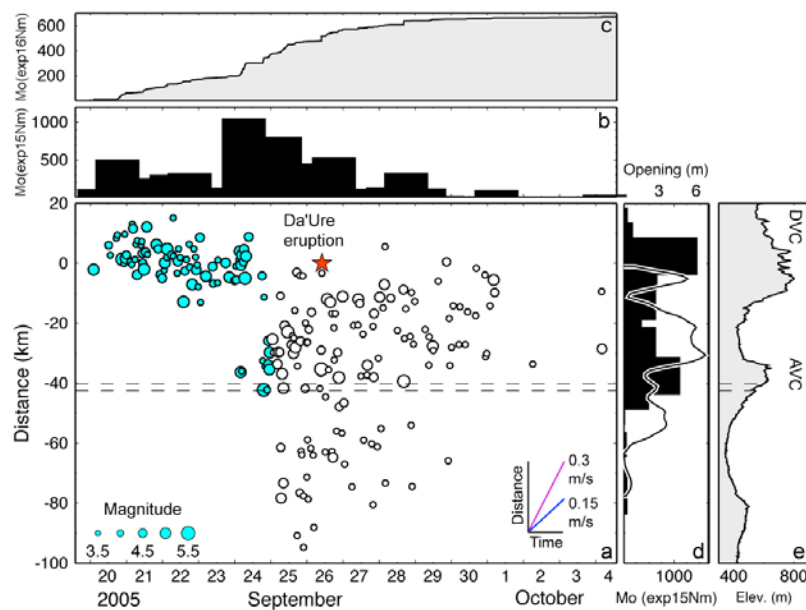 Mo(exp16Nm)
600
400
200
0
c
Mo(exp15Nm)
1000
500
b
Opening (m)
3 6
Distance (km)
20
0
-20
-40
-60
-80
-100
Da'Ure
eruption
DVC
AVC
Magnitude
3.5 4.5 5.5
Distance
Time
0.3
m/s
0.15
m/s
a
d
e
20 21 22 23 24 25 26 27 28 29 30 1 2 3 4
2005 September October
1000
Mo (exp15Nm)
400 800
Elev. (m)